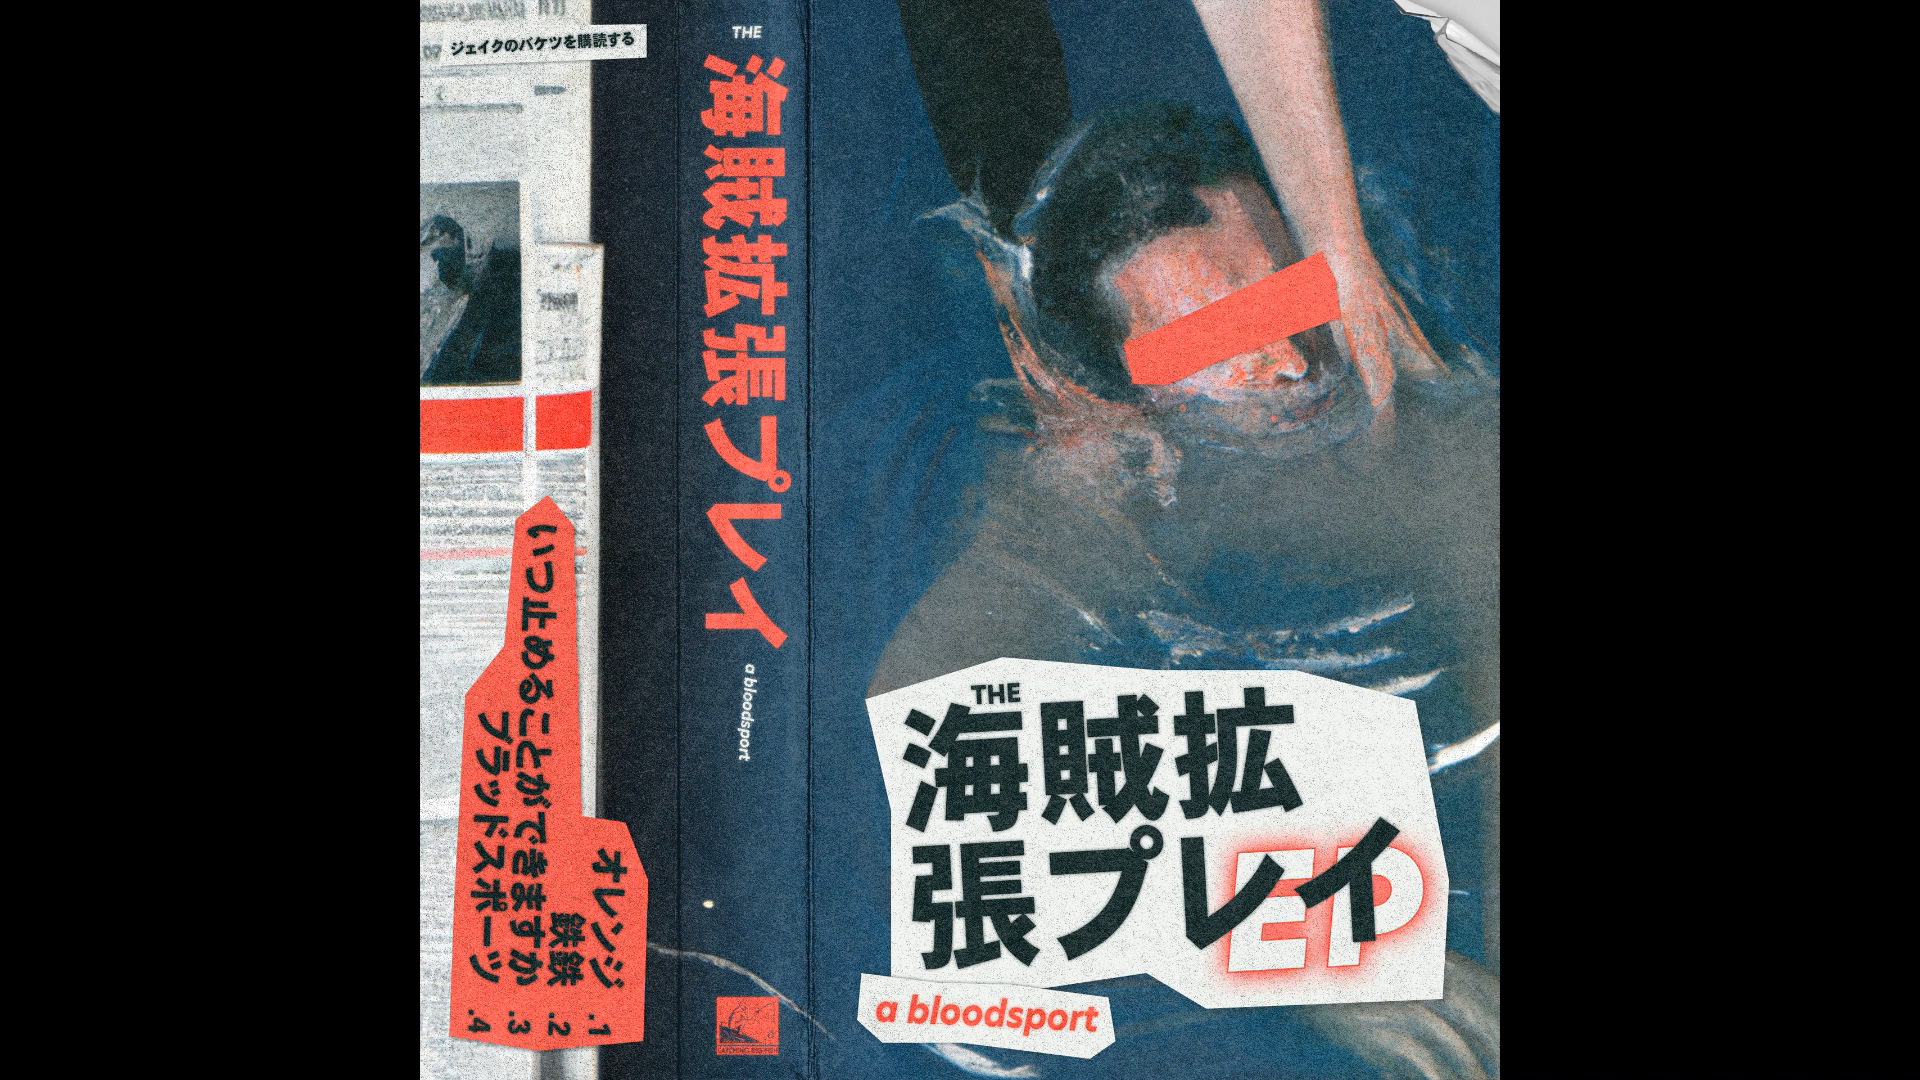 ジェイクのバケツを購読する
THE
海賊拡張プレイ
a bloodsport
THE
海賊拡
張プレイ
EP
a bloodsport
1. オレンジ
2. 鉄鉄
3. いつ止めることができますか
4. ブラッドスポーツ